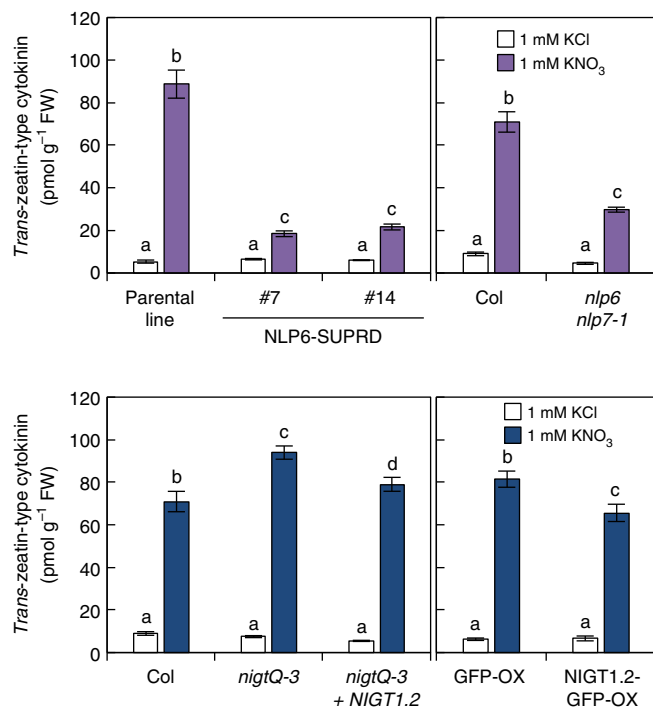 Trans-zeatin-type cytokinin
(pmol g⁻¹ FW)
120
100
80
60
40
20
0
a
b
a
c
a
c
Parental
line
#7
#14
NLP6-SUPRD
1 mM KCl
1 mM KNO₃
a
b
a
c
Col
nlp6
nlp7-1
Trans-zeatin-type cytokinin
(pmol g⁻¹ FW)
120
100
80
60
40
20
0
a
b
a
c
a
d
Col
nigtQ-3
nigtQ-3
+ NIGT1.2
1 mM KCl
1 mM KNO₃
a
b
a
c
GFP-OX
NIGT1.2-
GFP-OX